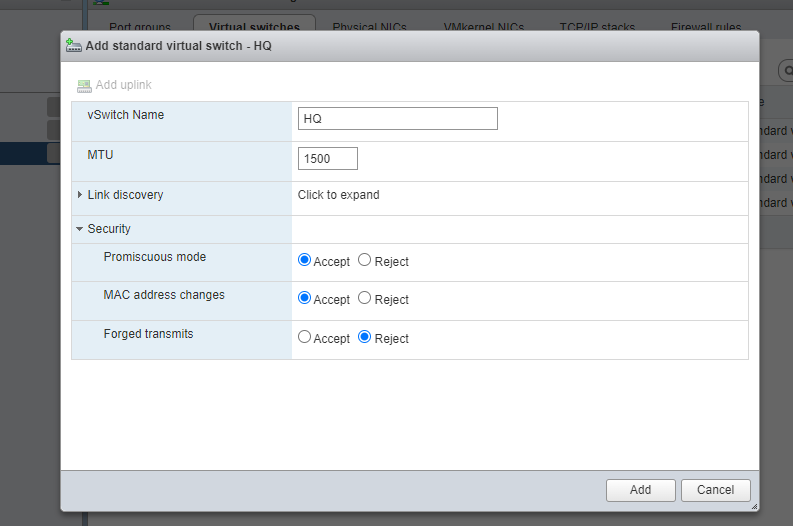 Port groups Virtual switches Physical NICs VMkernel NICs TCP/IP stacks Firewall rules
Add standard virtual switch - HQ
Add uplink
vSwitch Name HQ
MTU 1500
Link discovery Click to expand
Security
Promiscuous mode Accept Reject
MAC address changes Accept Reject
Forged transmits Accept Reject
Add Cancel